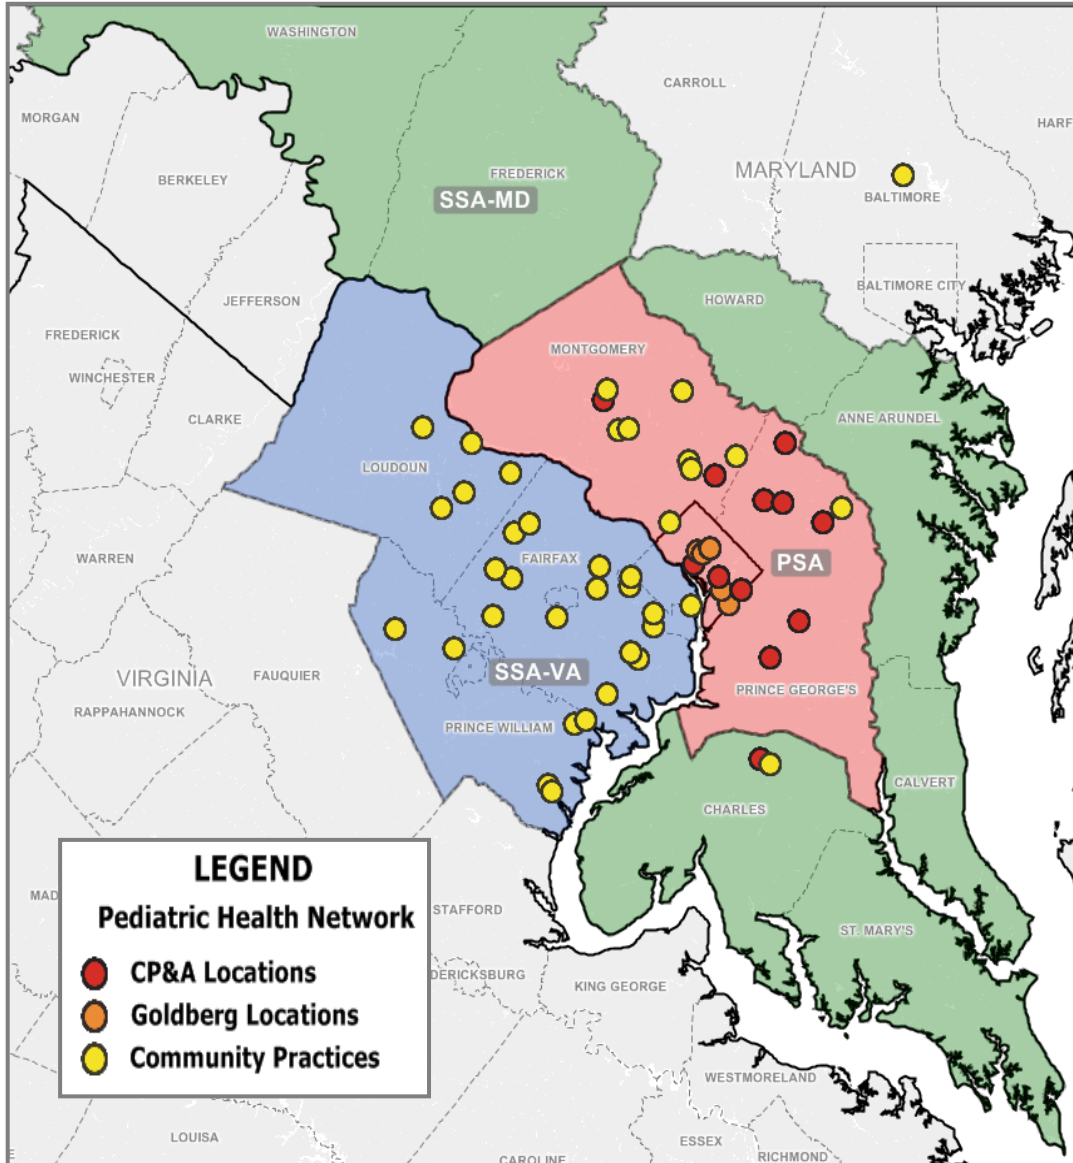 WASHINGTON
CARROLL
MORGAN
HARF
BERKELEY
FREDERICK
MARYLAND
SSA-MD
BALTIMORE
JEFFERSON
HOWARD
BALTIMORE CITY
FREDERICK
MONTGOMERY
WINCHESTER
CLARKE
ANNE ARUNDEL
LOUDOUN
WARREN
FAIRFAX
PSA
VIRGINIA
FAUQUIER
SSA-VA
PRINCE GEORGE'S
RAPPAHANNOCK
PRINCE WILLIAM
CALVERT
CHARLES
LEGEND
Pediatric Health Network
CP&A Locations
Goldberg Locations
Community Practices
MAD
STAFFORD
ST. MARY'S
DERICKSBURG
KING GEORGE
WESTMORELAND
LOUISA
ESSEX
CAROLINE
RICHMOND
E